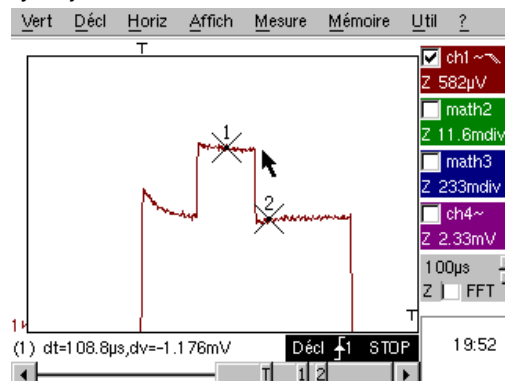 Vert Décl Horiz Affich Mesure Mémoire Util ?
T
ch1 ~
Z 582µV
math2
Z 11.6mdiv
math3
Z 233mdiv
ch4~
Z 2.33mV
100µs
Z FFT
1
2
T
1
(1) dt=108.8µs,dv=-1.176mV Décl 1 STOP
19:52
T 1 2